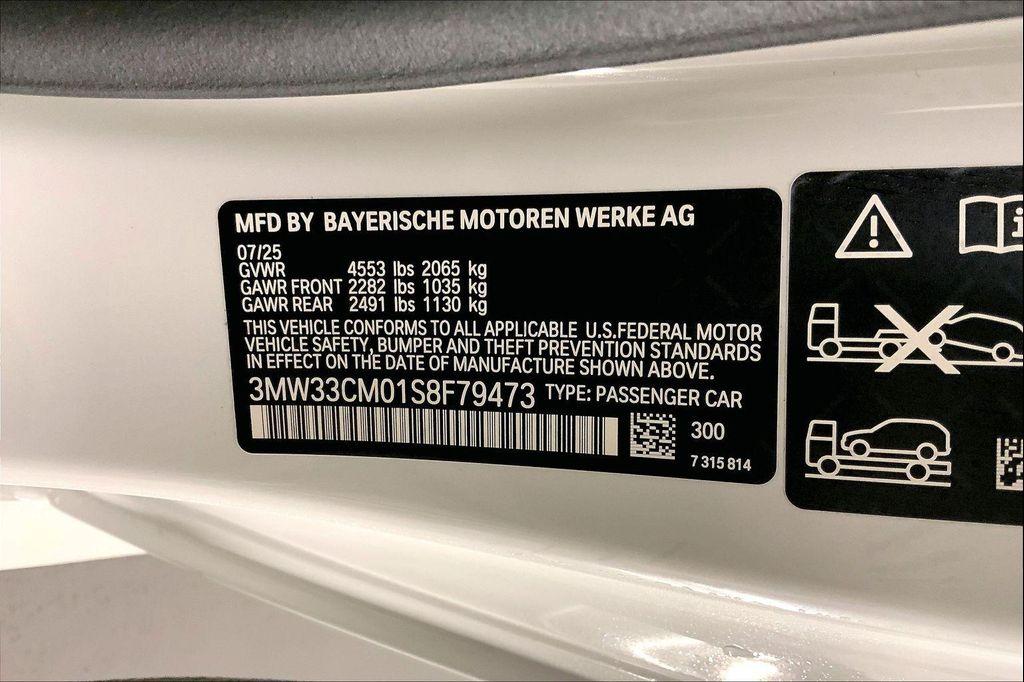 MFD BY BAYERISCHE MOTOREN WERKE AG
07/25
GVWR 4553 lbs 2065 kg
GAWR FRONT 2282 lbs 1035 kg
GAWR REAR 2491 lbs 1130 kg
THIS VEHICLE CONFORMS TO ALL APPLICABLE U.S.FEDERAL MOTOR
VEHICLE SAFETY, BUMPER AND THEFT PREVENTION STANDARDS
IN EFFECT ON THE DATE OF MANUFACTURE SHOWN ABOVE.
3MW33CM01S8F79473 TYPE: PASSENGER CAR
300
7 315 814